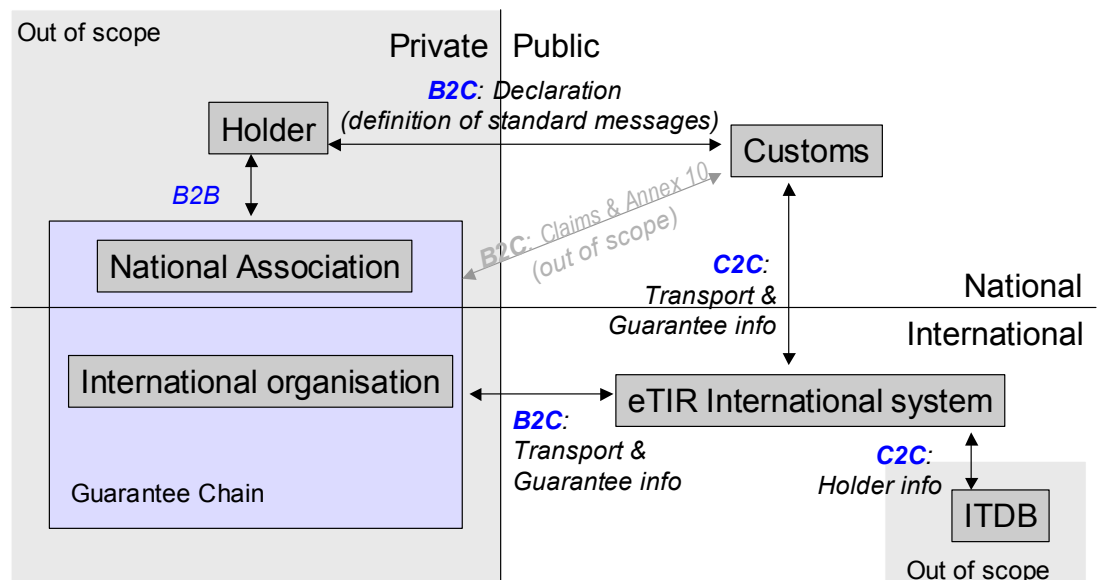 Out of scope
Private
Public
B2C: Declaration
(definition of standard messages)
Holder
Customs
B2B
B2C: Claims & Annex 10
(out of scope)
National Association
C2C:
Transport &
Guarantee info
National
International
International organisation
eTIR International system
B2C:
Transport &
Guarantee info
C2C:
Holder info
Guarantee Chain
ITDB
Out of scope